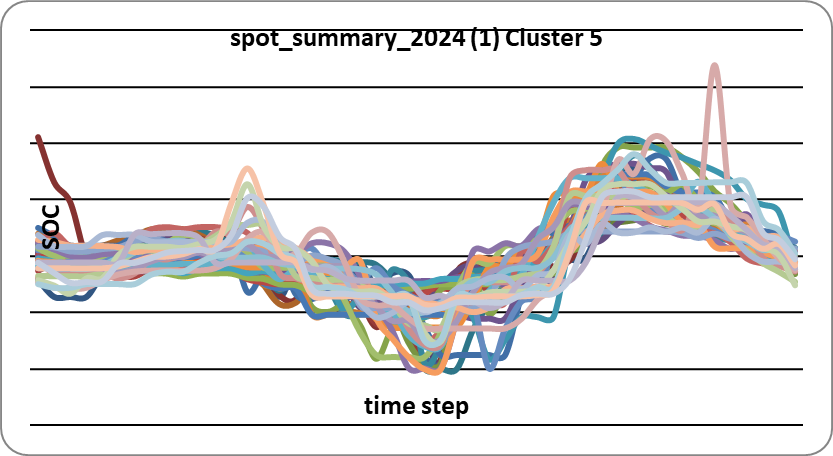 spot_summary_2024 (1) Cluster 5
SOC
time step